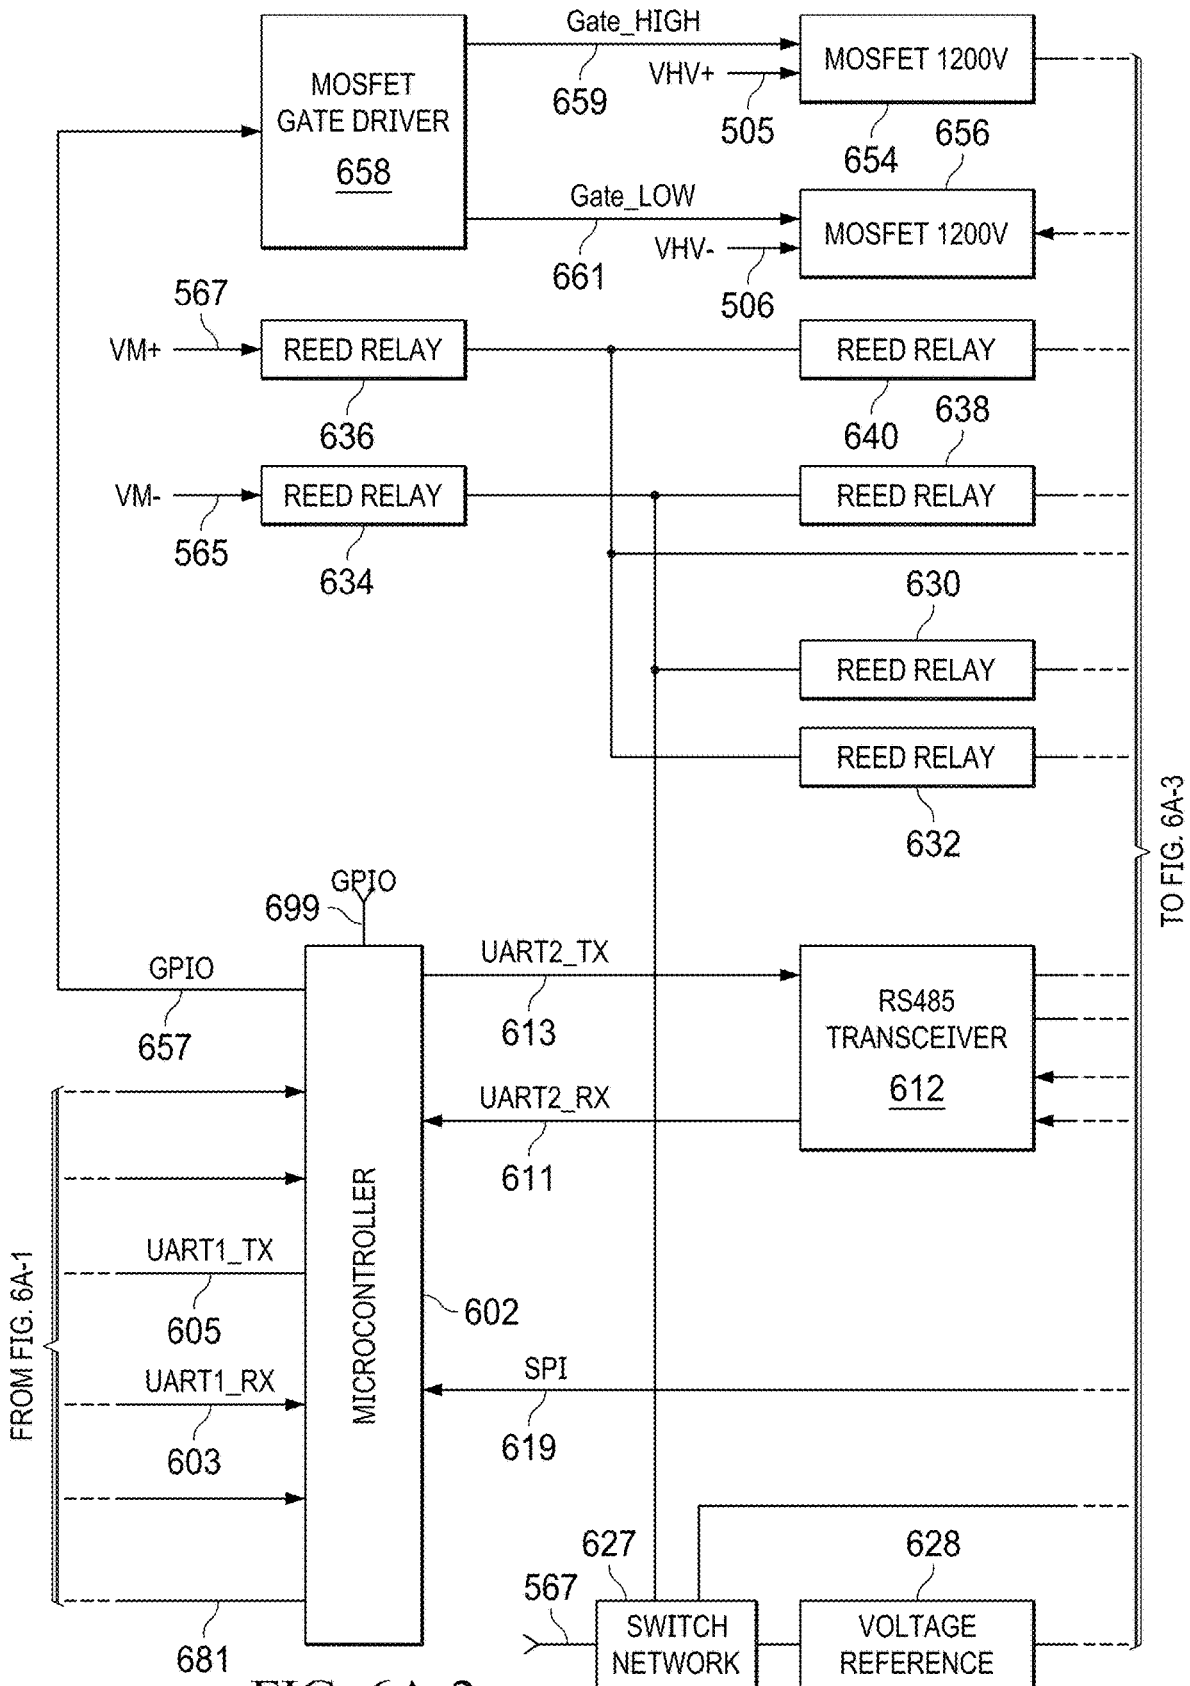 Gate_HIGH
MOSFET
GATE DRIVER
658
659
VHV+
505
MOSFET 1200V
654
656
Gate_LOW
661
VHV-
506
MOSFET 1200V
567
VM+
REED RELAY
636
REED RELAY
640
638
VM-
565
REED RELAY
634
REED RELAY
630
REED RELAY
REED RELAY
632
TO FIG. 6A-3
GPIO
699
GPIO
657
UART2_TX
613
RS485
TRANSCEIVER
612
UART2_RX
611
MICROCONTROLLER
602
FROM FIG. 6A-1
UART1_TX
605
UART1_RX
603
SPI
619
681
627
628
567
SWITCH
NETWORK
VOLTAGE
REFERENCE
FIG. 6A-2